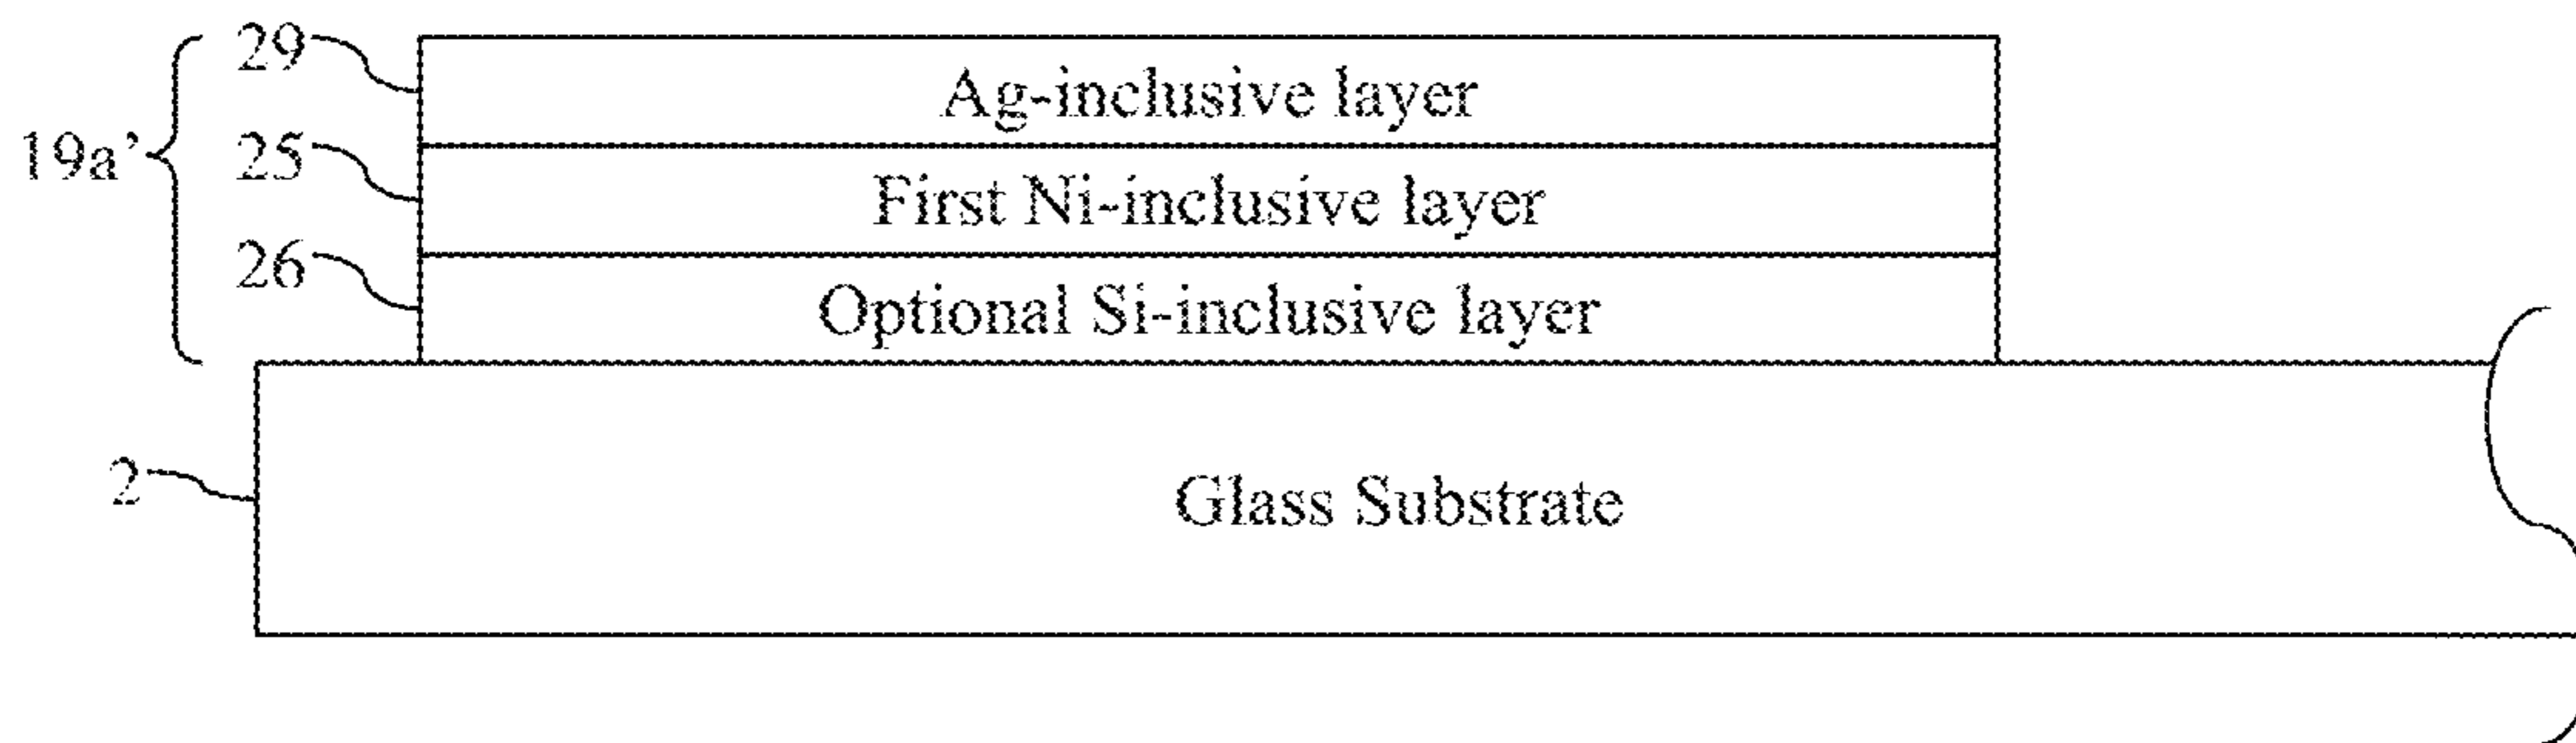 29
Ag-inclusive layer
19a’
25
First Ni-inclusive layer
26
Optional Si-inclusive layer
2
Glass Substrate